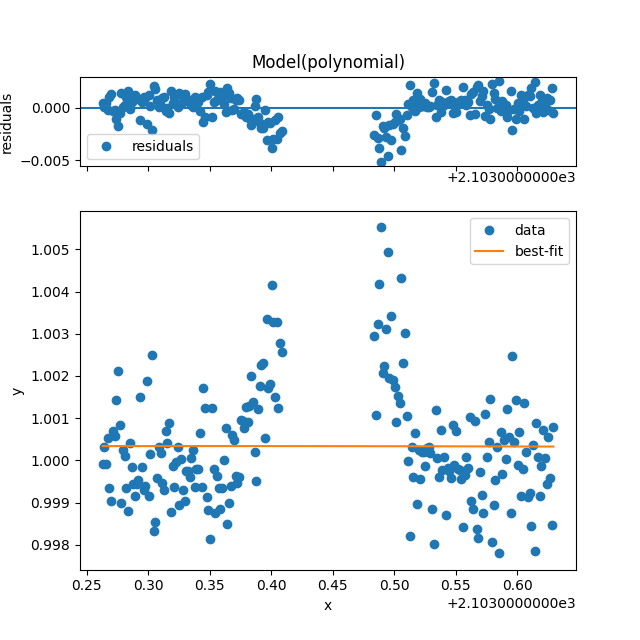 Model(polynomial)
0.000
−0.005
residuals
residuals
+2.1030000000e3
1.005
1.004
1.003
1.002
1.001
1.000
0.999
0.998
y
data
best-fit
0.25 0.30 0.35 0.40 0.45 0.50 0.55 0.60
x
+2.1030000000e3